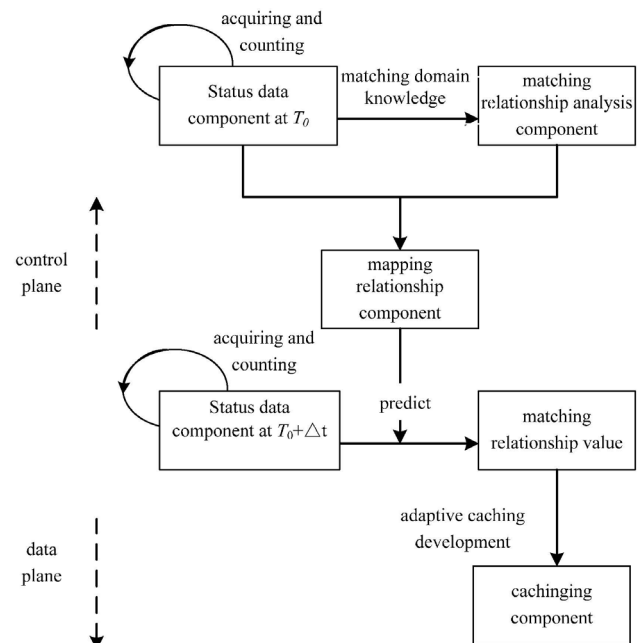 acquiring and
counting
Status data
component at T0
matching domain
knowledge
matching
relationship analysis
component
control
plane
mapping
relationship
component
acquiring and
counting
Status data
component at T0+△t
predict
matching
relationship value
adaptive caching
development
data
plane
cachinging
component